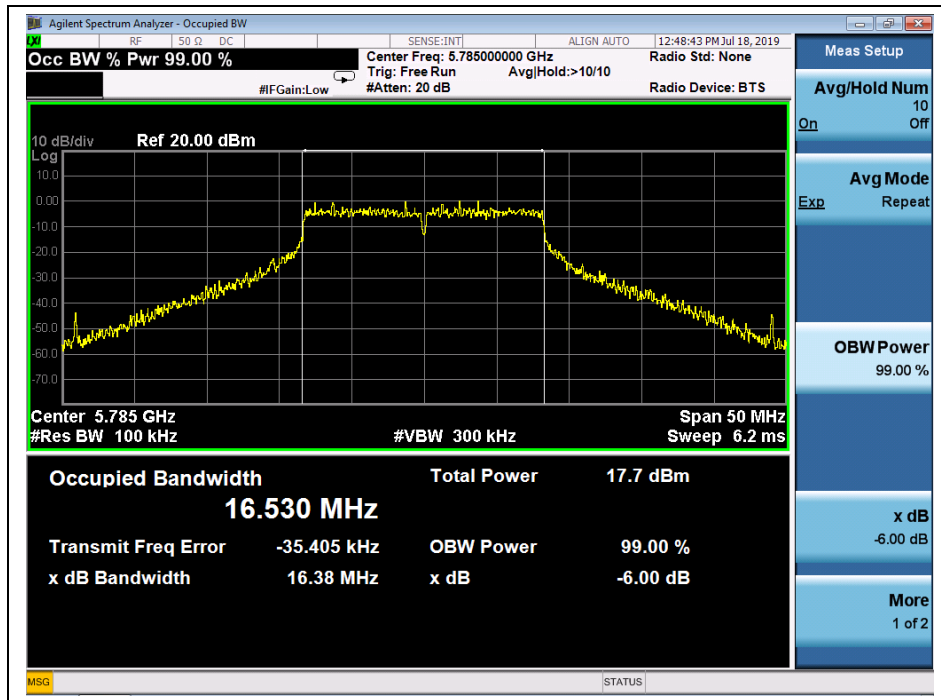 Agilent Spectrum Analyzer - Occupied BW
LXI RF 50 Ω DC SENSE:INT ALIGN AUTO 12:48:43 PM Jul 18, 2019
Occ BW % Pwr 99.00 %
Center Freq: 5.785000000 GHz Radio Std: None
Trig: Free Run Avg|Hold:>10/10
#IFGain:Low #Atten: 20 dB Radio Device: BTS
10 dB/div Ref 20.00 dBm
Log
10.0
0.00
-10.0
-20.0
-30.0
-40.0
-50.0
-60.0
-70.0
Center 5.785 GHz Span 50 MHz
#Res BW 100 kHz #VBW 300 kHz Sweep 6.2 ms
Occupied Bandwidth Total Power 17.7 dBm
16.530 MHz
Transmit Freq Error -35.405 kHz OBW Power 99.00 %
x dB Bandwidth 16.38 MHz x dB -6.00 dB
MSG STATUS
Meas Setup
Avg/Hold Num
10
On Off
Avg Mode
Exp Repeat
OBW Power
99.00 %
x dB
-6.00 dB
More
1 of 2